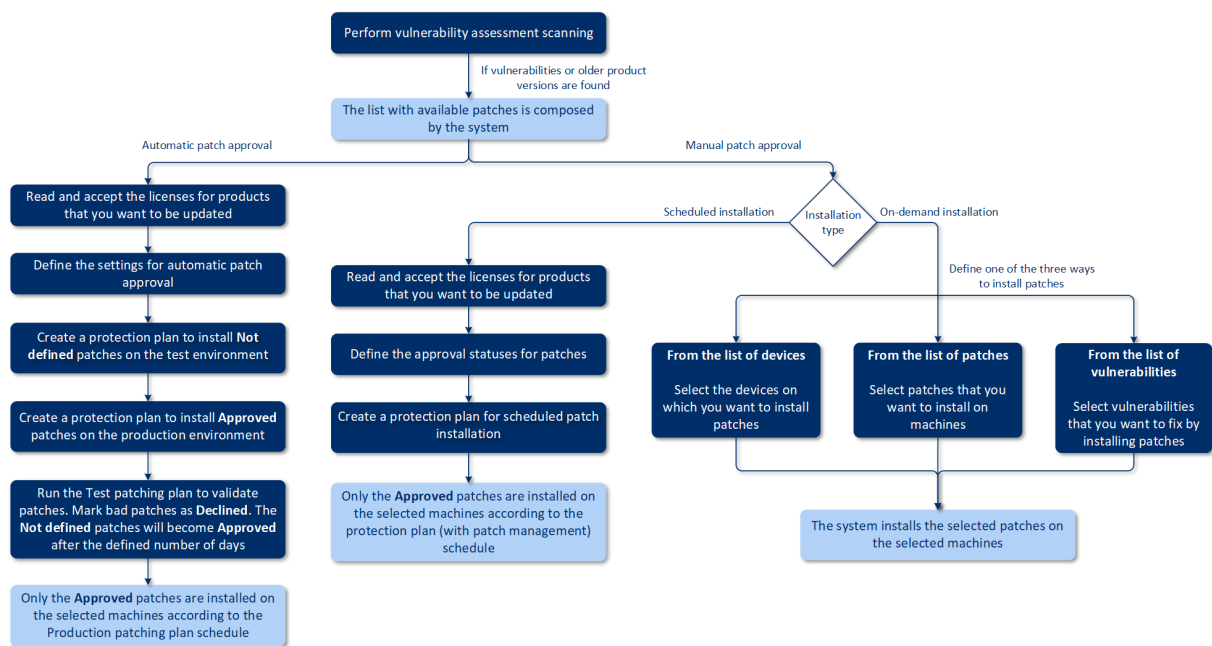 Perform vulnerability assessment scanning
If vulnerabilities or older product
versions are found
The list with available patches is composed
by the system
Automatic patch approval
Manual patch approval
Read and accept the licenses for products
that you want to be updated
Define the settings for automatic patch
approval
Create a protection plan to install Not
defined patches on the test environment
Create a protection plan to install Approved
patches on the production environment
Run the Test patching plan to validate
patches. Mark bad patches as Declined. The
Not defined patches will become Approved
after the defined number of days
Only the Approved patches are installed on
the selected machines according to the
Production patching plan schedule
Installation
type
Scheduled installation
On-demand installation
Read and accept the licenses for products
that you want to be updated
Define the approval statuses for patches
Create a protection plan for scheduled patch
installation
Only the Approved patches are installed on
the selected machines according to the
protection plan (with patch management)
schedule
Define one of the three ways
to install patches
From the list of devices
Select the devices on
which you want to install
patches
From the list of patches
Select patches that you
want to install on
machines
From the list of
vulnerabilities
Select vulnerabilities
that you want to fix by
installing patches
The system installs the selected patches on
the selected machines